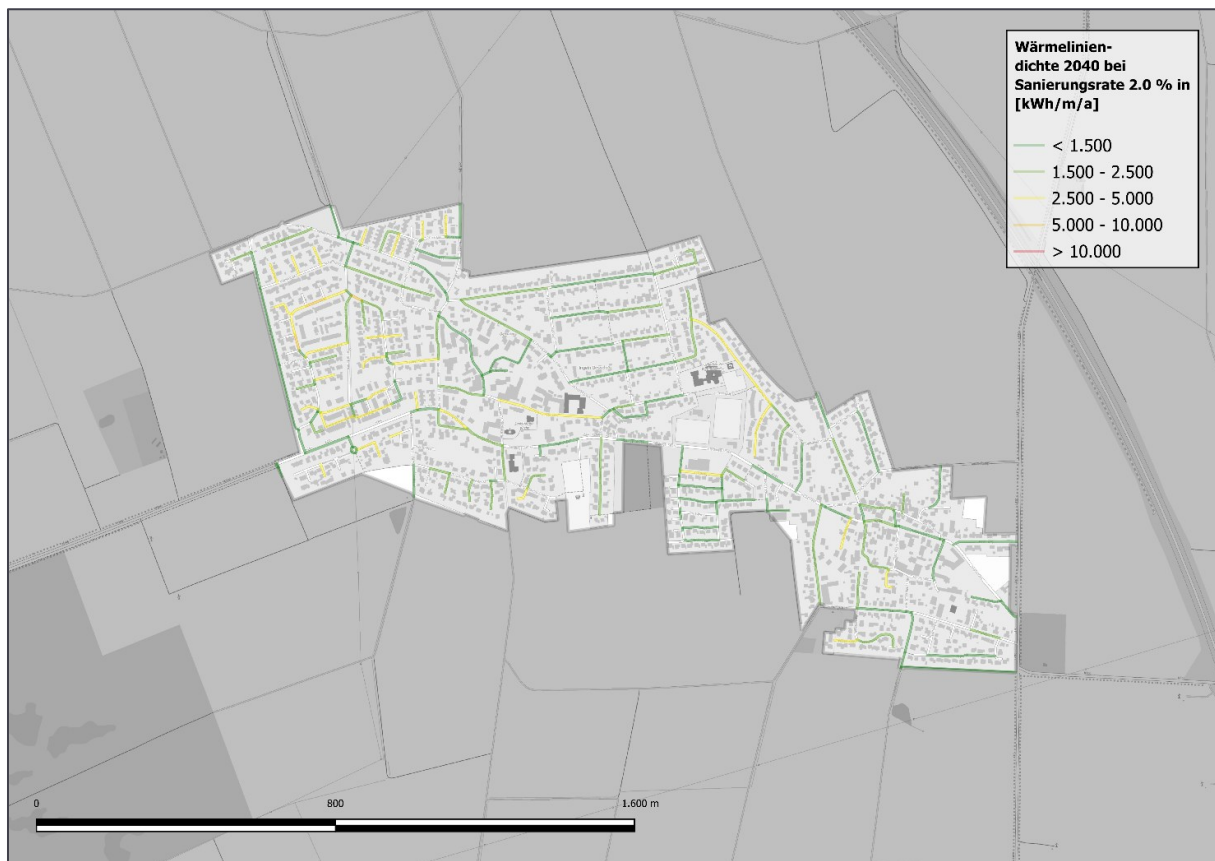 Wärmelinien-
dichte 2040 bei
Sanierungsrate 2.0 % in
[kWh/m/a]
< 1.500
1.500 - 2.500
2.500 - 5.000
5.000 - 10.000
> 10.000
0 800 1.600 m